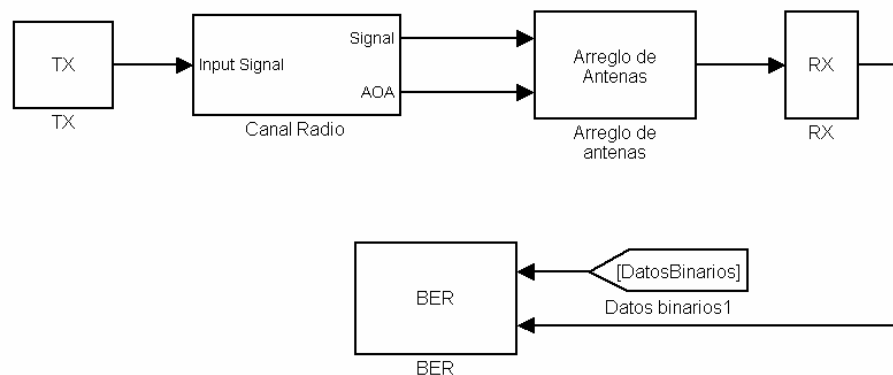 TX
TX
Input Signal
Signal
AOA
Canal Radio
Arreglo de
Antenas
Arreglo de
antenas
RX
RX
BER
BER
[DatosBinarios]
Datos binarios1